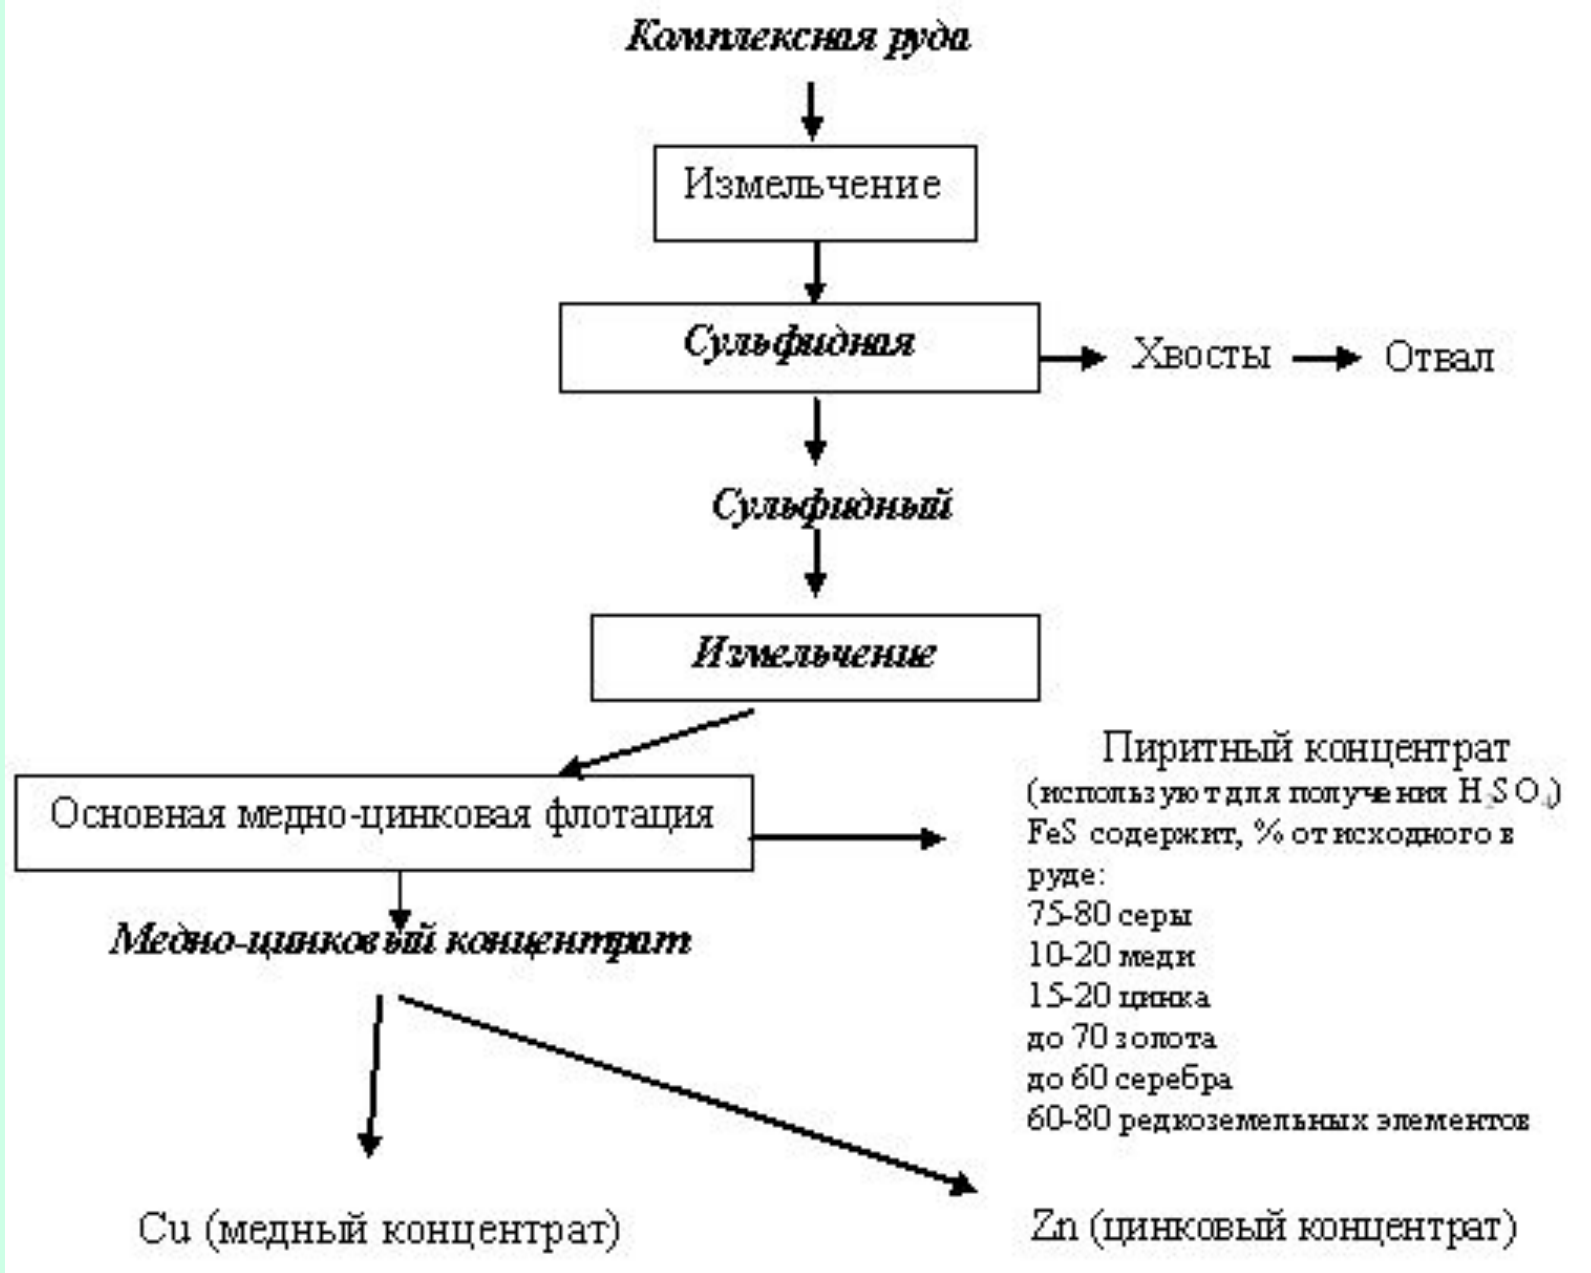 Комплексная руда
Измельчение
Сульфидная
Хвосты
Отвал
Сульфидный
Измельчение
Основная медно-цинковая флотация
Медно-цинковый концентрат
Пиритный концентрат
(используют для получения H₂SO₄)
FeS содержит, % от исходного в
руде:
75-80 серы
10-20 меди
15-20 цинка
до 70 золота
до 60 серебра
60-80 редкоземельных элементов
Cu (медный концентрат)
Zn (цинковый концентрат)